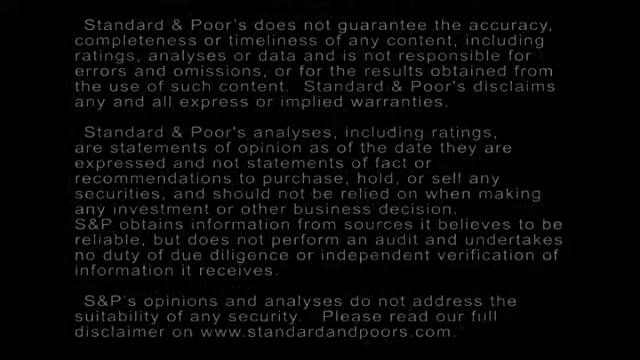 Standard & Poor's does not guarantee the accuracy,
completeness or timeliness of any content, including
ratings, analyses or data and is not responsible for
errors and omissions, or for the results obtained from
the use of such content. Standard & Poor's disclaims
any and all express or implied warranties.
Standard & Poor's analyses, including ratings,
are statements of opinion as of the date they are
expressed and not statements of fact or
recommendations to purchase, hold, or sell any
securities, and should not be relied on when making
any investment or other business decision.
S&P obtains information from sources it believes to be
reliable, but does not perform an audit and undertakes
no duty of due diligence or independent verification of
information it receives.
S&P's opinions and analyses do not address the
suitability of any security. Please read our full
disclaimer on www.standardandpoors.com.